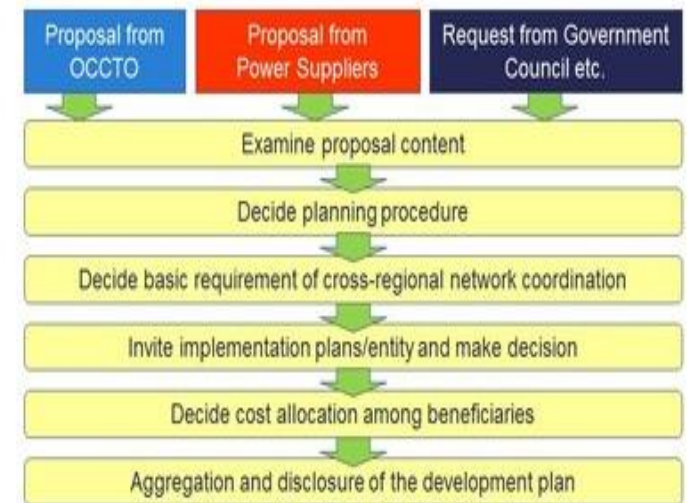 Proposal from
OCCTO
Proposal from
Power Suppliers
Request from Government
Council etc.
Examine proposal content
Decide planning procedure
Decide basic requirement of cross-regional network coordination
Invite implementation plans/entity and make decision
Decide cost allocation among beneficiaries
Aggregation and disclosure of the development plan